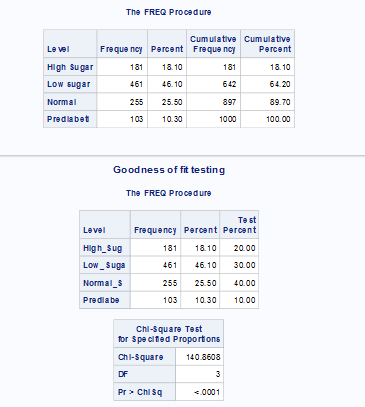 The FREQ Procedure
Cumulative Cumulative
Level Frequency Percent Frequency Percent
High Sugar 181 18.10 181 18.10
Low sugar 461 46.10 642 64.20
Normal 255 25.50 897 89.70
Prediabeti 103 10.30 1000 100.00
Goodness of fit testing
The FREQ Procedure
Test
Level Frequency Percent Percent
High_Sug 181 18.10 20.00
Low_Suga 461 46.10 30.00
Normal_S 255 25.50 40.00
Prediabe 103 10.30 10.00
Chi-Square Test
for Specified Proportions
Chi-Square 140.8608
DF 3
Pr > ChiSq <.0001